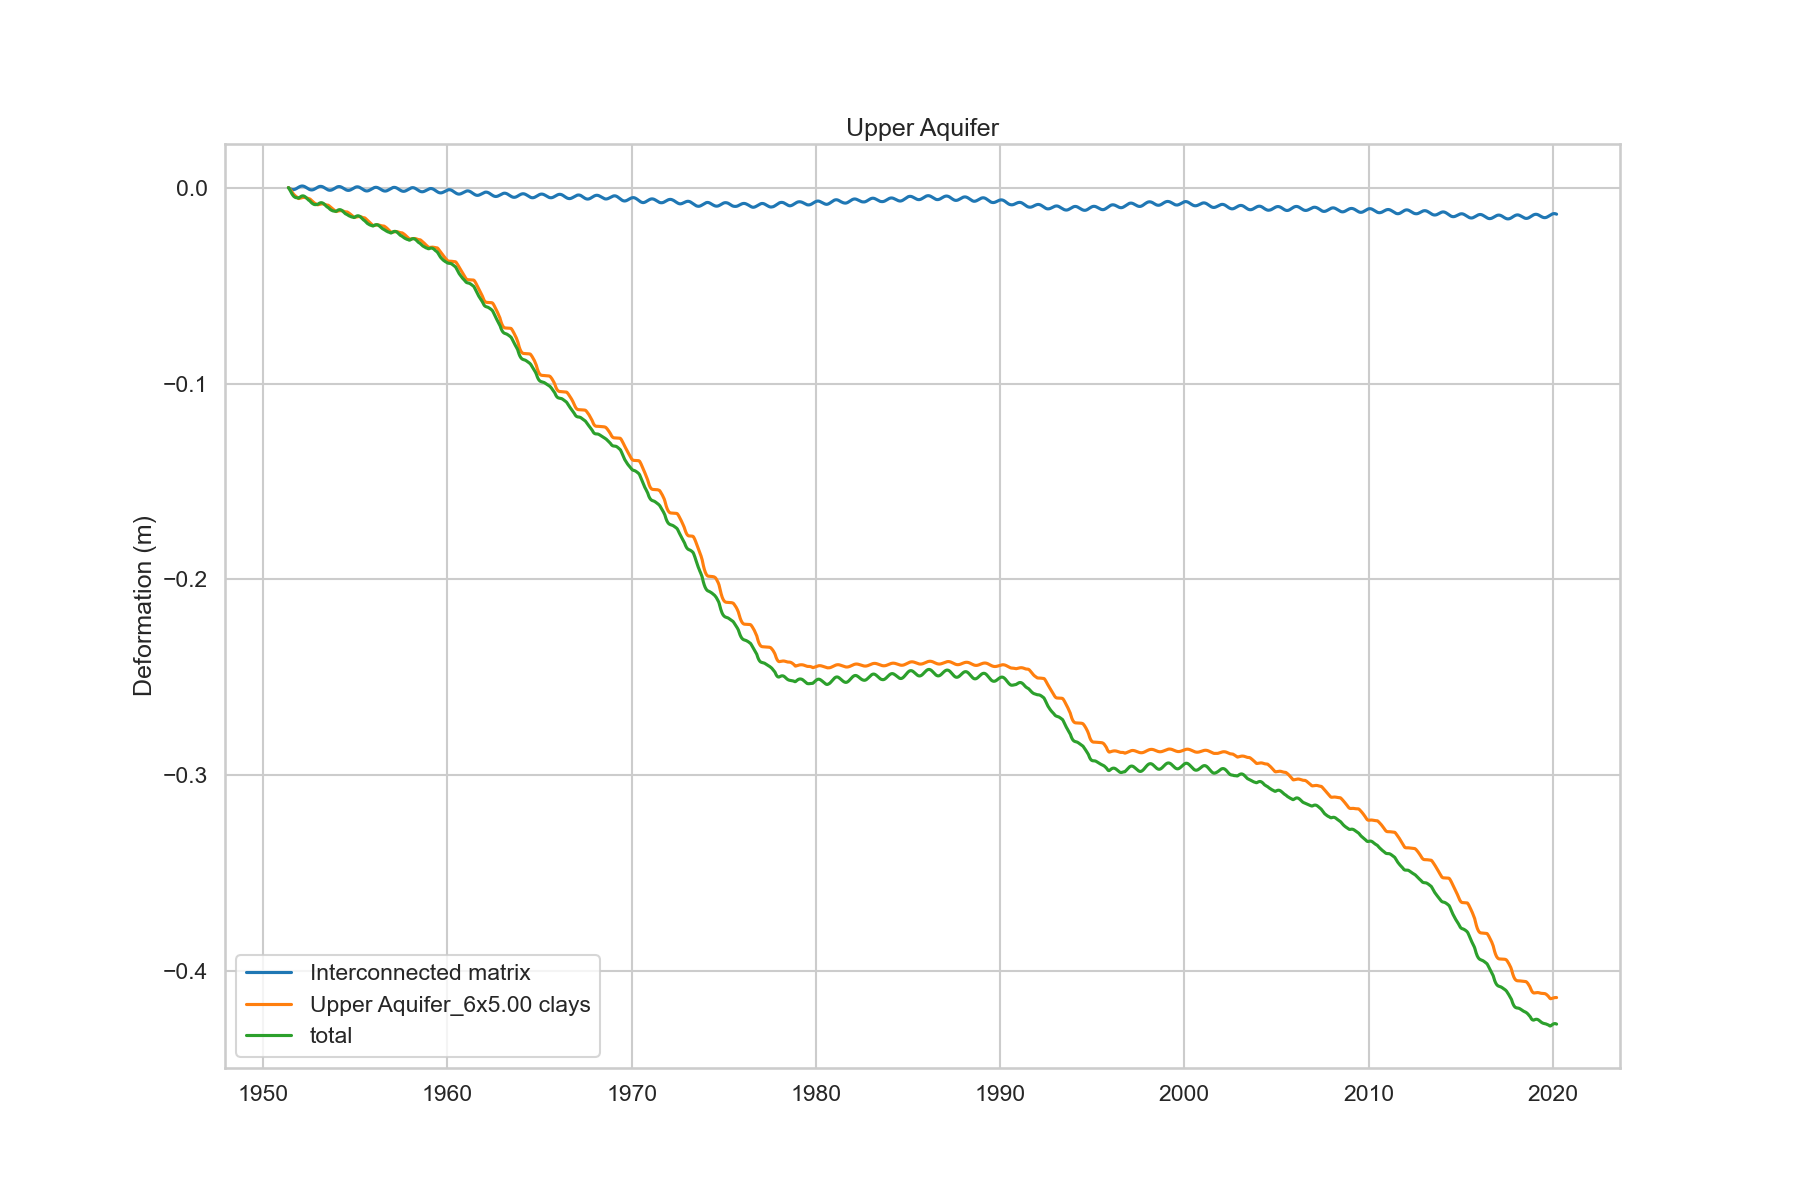 Upper Aquifer
Deformation (m)
0.0
−0.1
−0.2
−0.3
−0.4
Interconnected matrix
Upper Aquifer_6x5.00 clays
total
1950 1960 1970 1980 1990 2000 2010 2020